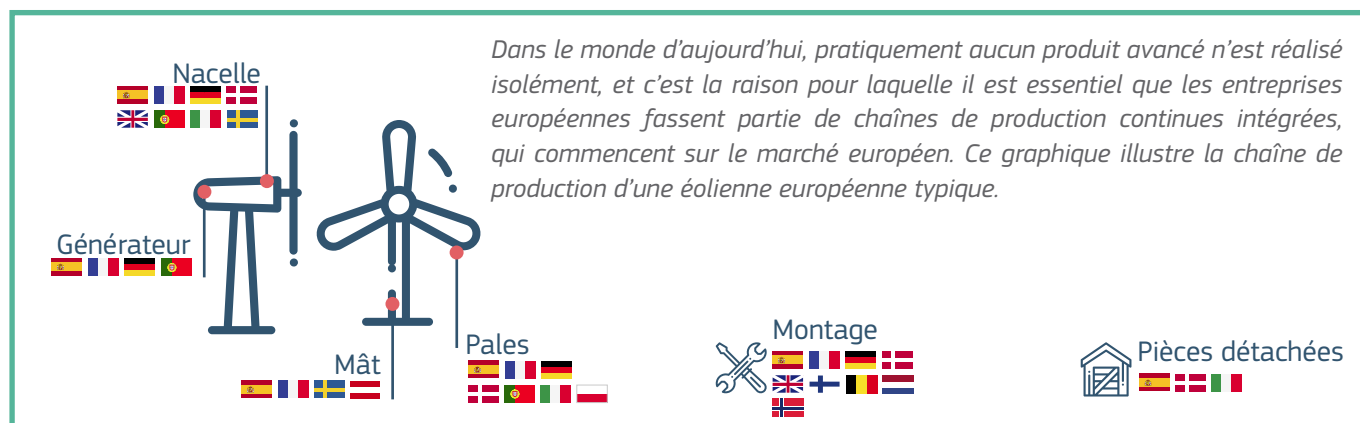 Dans le monde d’aujourd’hui, pratiquement aucun produit avancé n’est réalisé
isolément, et c’est la raison pour laquelle il est essentiel que les entreprises
européennes fassent partie de chaînes de production continues intégrées,
qui commencent sur le marché européen. Ce graphique illustre la chaîne de
production d’une éolienne européenne typique.
Nacelle
Générateur
Mât
Pales
Montage
Pièces détachées